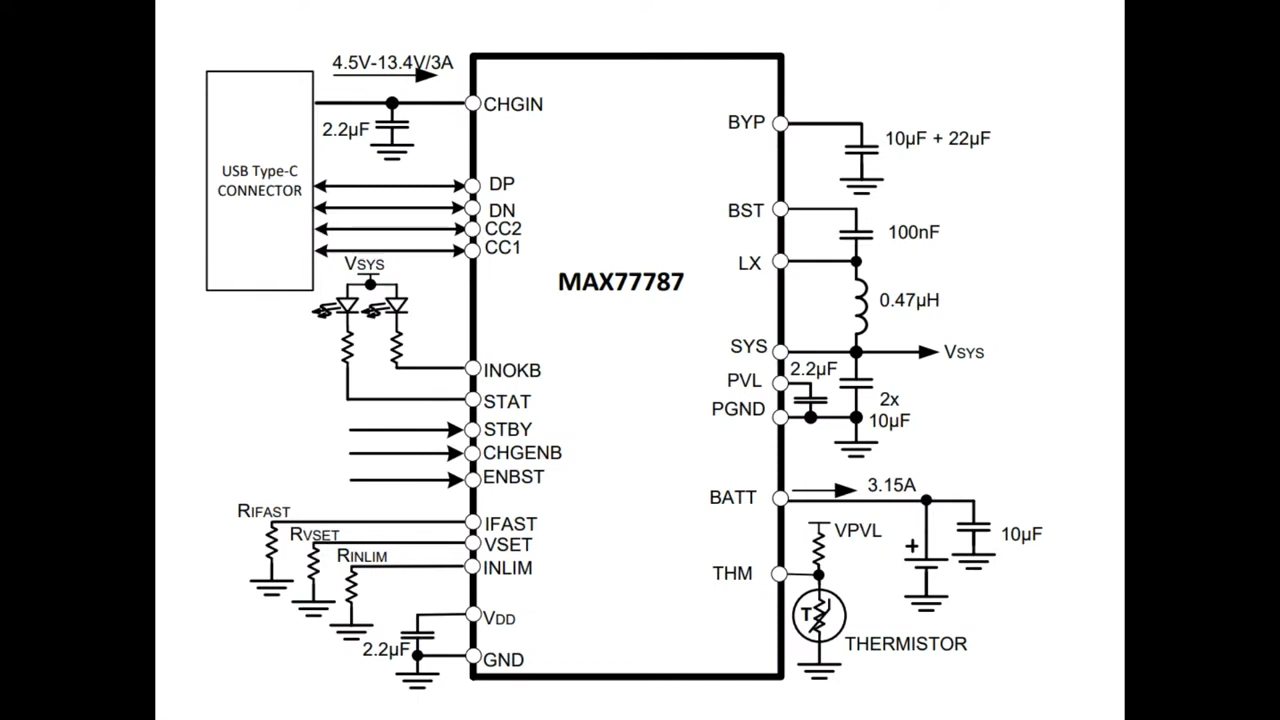 4.5V-13.4V/3A
CHGIN
2.2µF
USB Type-C
CONNECTOR
DP
DN
CC2
CC1
VSYS
INOKB
STAT
STBY
CHGENB
ENBST
RIFAST
IFAST
RVSET
VSET
RINLIM
INLIM
VDD
2.2µF
GND
MAX77787
BYP
10µF + 22µF
BST
100nF
LX
0.47µH
SYS
VSYS
PVL
2.2µF
PGND
2x
10µF
BATT
3.15A
+
10µF
VPVL
THM
T
THERMISTOR